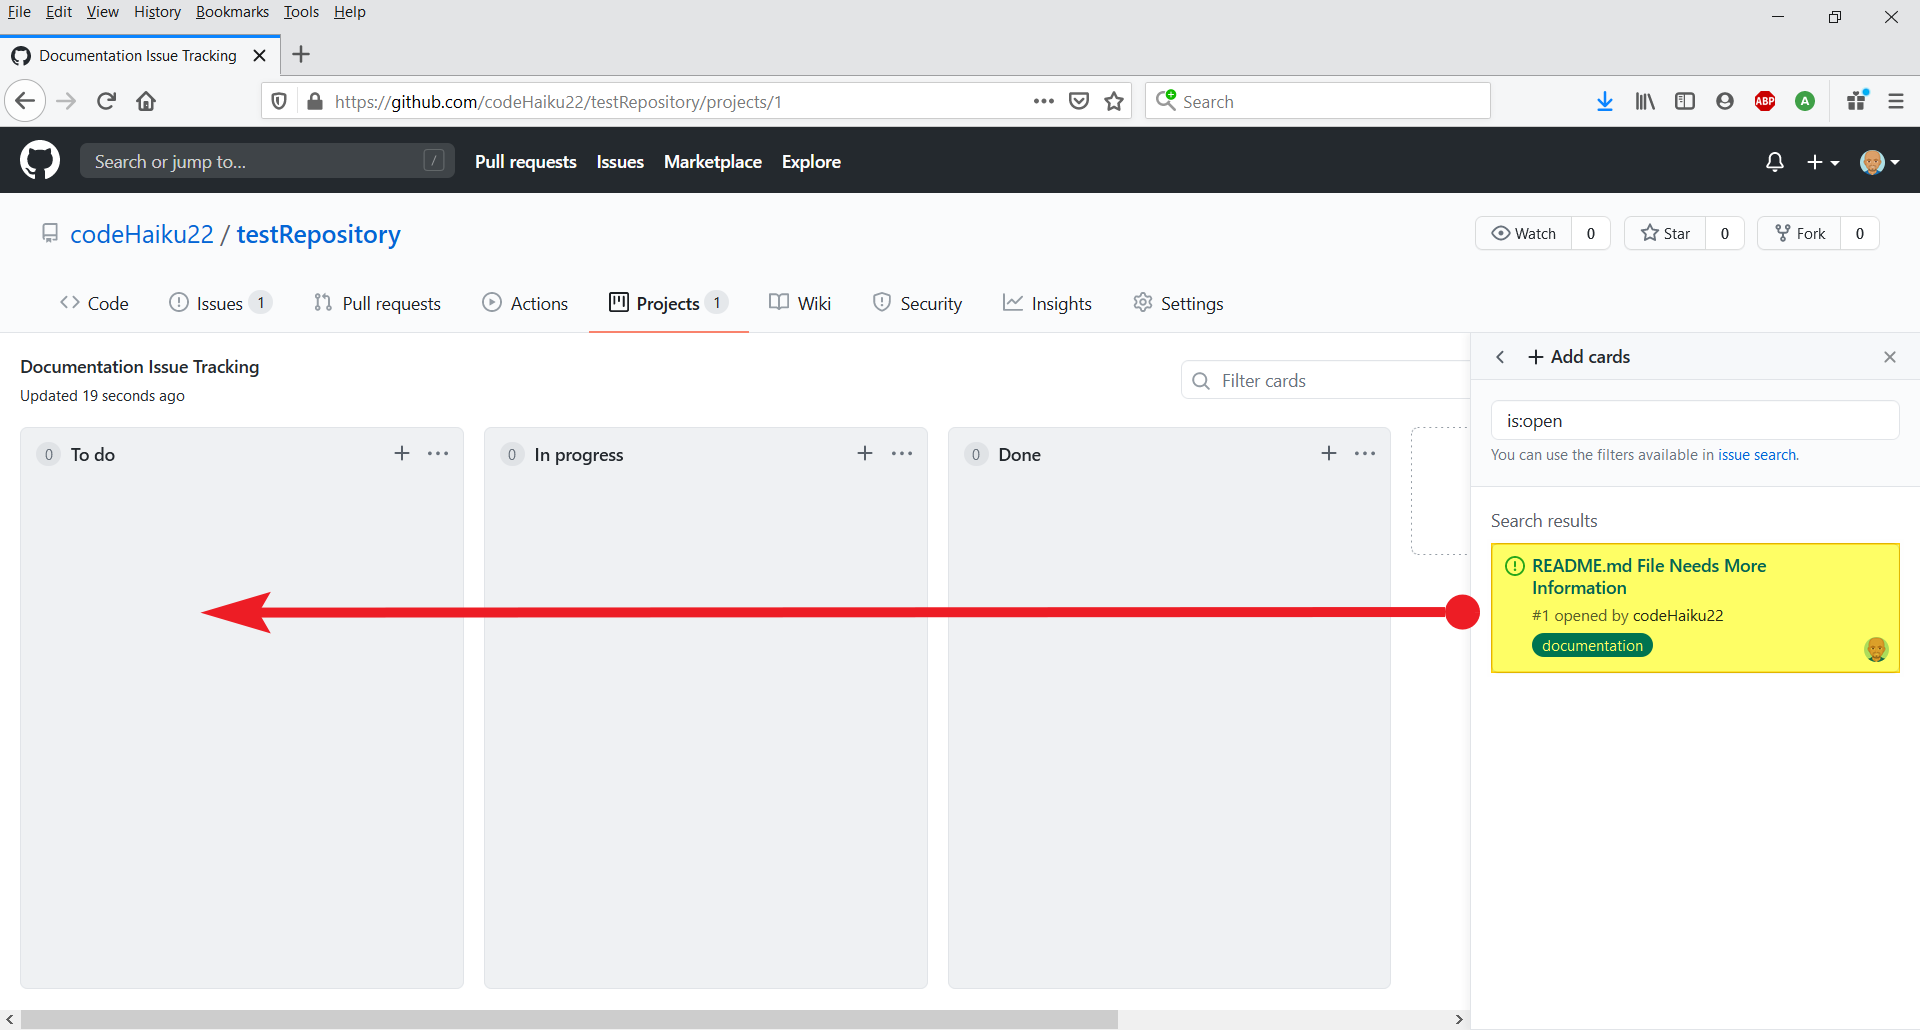 File Edit View History Bookmarks Tools Help
Documentation Issue Tracking
https://github.com/codeHaiku22/testRepository/projects/1
Search
ABP
A
Search or jump to...
/
Pull requests Issues Marketplace Explore
codeHaiku22 / testRepository
Watch 0
Star 0
Fork 0
Code
Issues 1
Pull requests
Actions
Projects 1
Wiki
Security
Insights
Settings
Documentation Issue Tracking
Updated 19 seconds ago
Filter cards
0 To do
0 In progress
0 Done
Add cards
is:open
You can use the filters available in issue search.
Search results
README.md File Needs More
Information
#1 opened by codeHaiku22
documentation